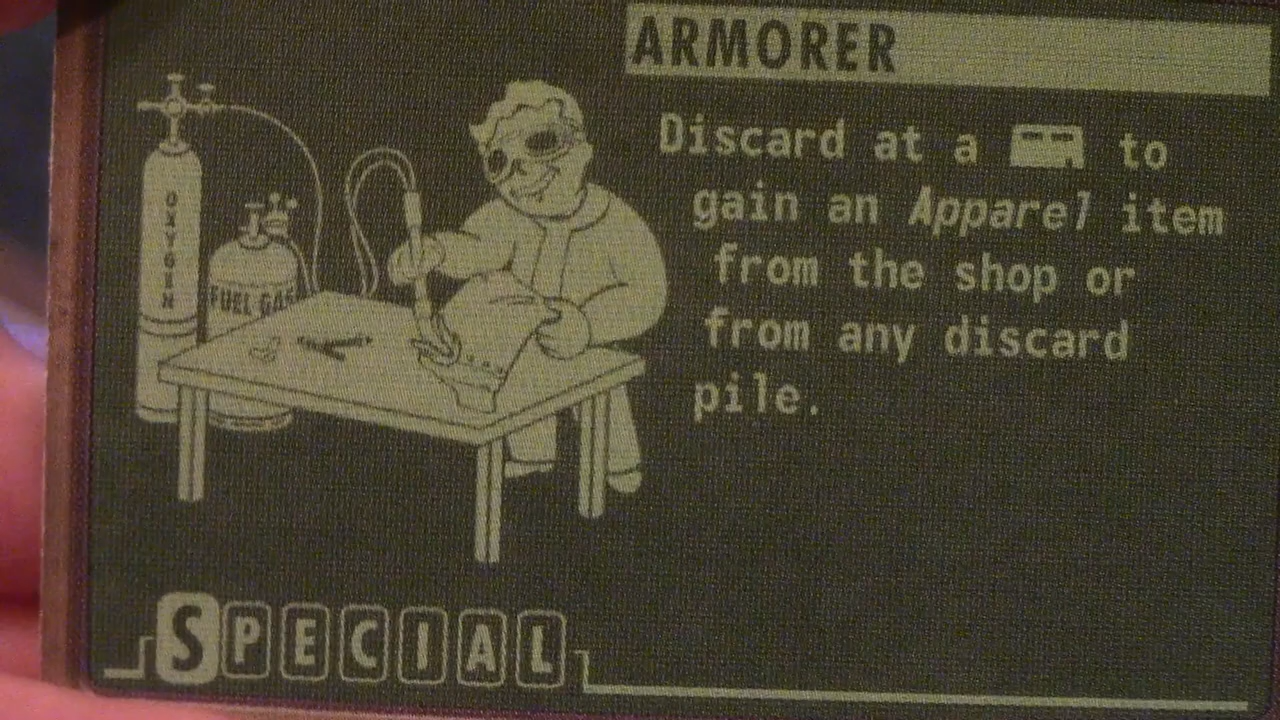 ARMORER
Discard at a to
gain an Apparel item
from the shop or
from any discard
pile.
OXYGIN
FUEL GAS
SPECIAL